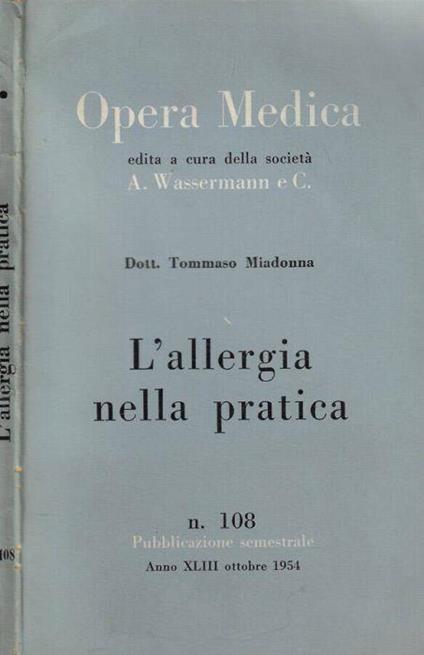 Opera Medica
edita a cura della società
A. Wassermann e C.
Dott. Tommaso Miadonna
L'allergia
nella pratica
n. 108
Pubblicazione semestrale
Anno XLIII ottobre 1954
L'allergia nella pratica
108